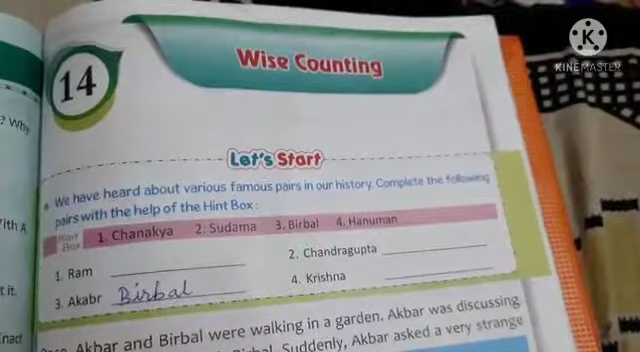 KINEMASTER
14
Wise Counting
? Why
Let's Start
* We have heard about various famous pairs in our history. Complete the following
pairs with the help of the Hint Box :
Hint Box
1. Chanakya 2. Sudama 3. Birbal 4. Hanuman
1. Ram
2. Chandragupta
3. Akabr Birbal
4. Krishna
ith A
t it.
Akbar and Birbal were walking in a garden. Akbar was discussing
Suddenly, Akbar asked a very strange